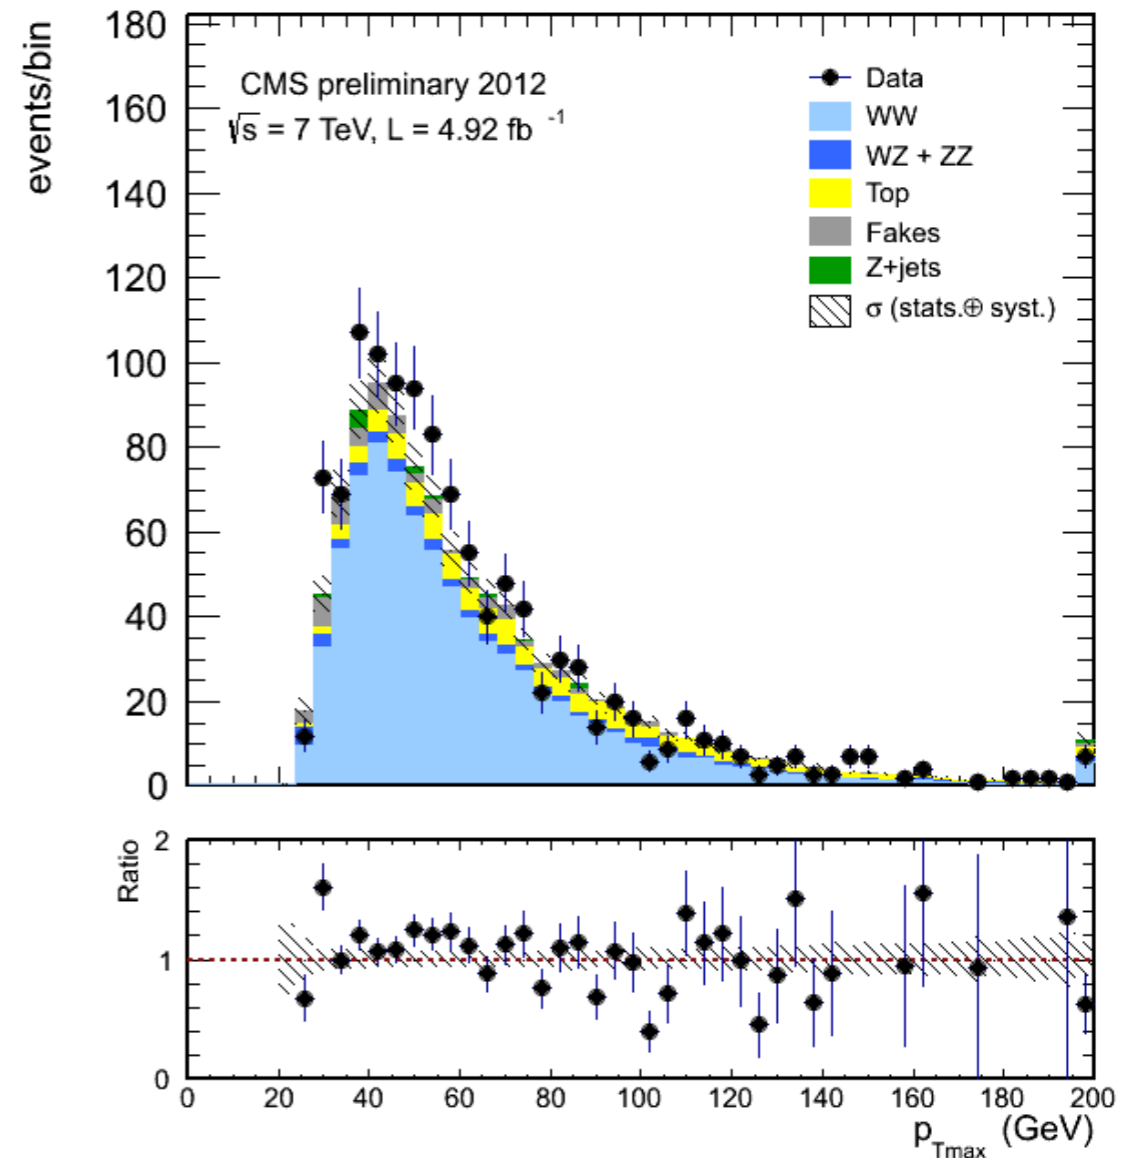 events/bin
180
160
140
120
100
80
60
40
20
0
CMS preliminary 2012
√s = 7 TeV, L = 4.92 fb -1
Data
WW
WZ + ZZ
Top
Fakes
Z+jets
σ (stats.⊕ syst.)
Ratio
2
1
0
0 20 40 60 80 100 120 140 160 180 200
pTmax (GeV)